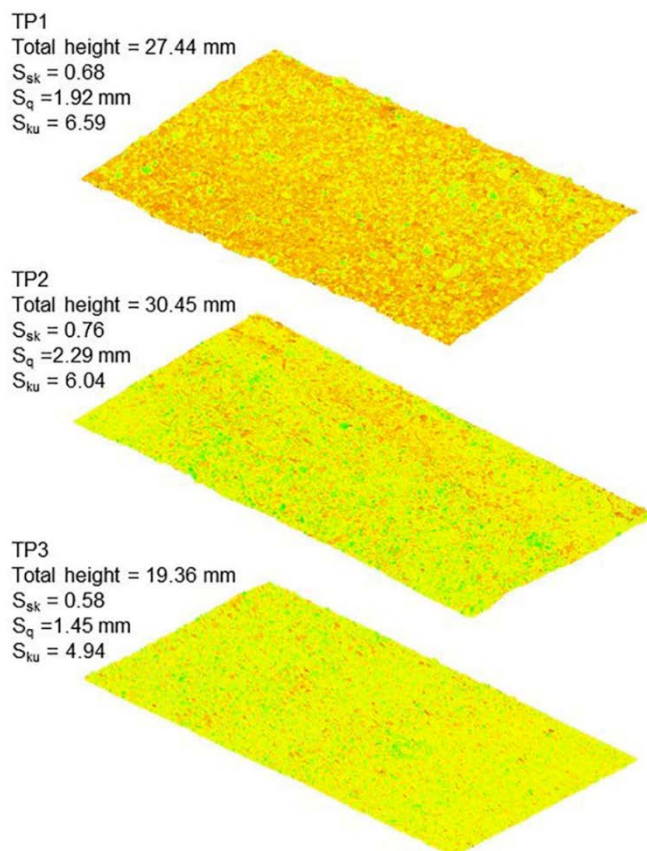 TP1
Total height = 27.44 mm
Ssk = 0.68
Sq =1.92 mm
Sku = 6.59
TP2
Total height = 30.45 mm
Ssk = 0.76
Sq =2.29 mm
Sku = 6.04
TP3
Total height = 19.36 mm
Ssk = 0.58
Sq =1.45 mm
Sku = 4.94